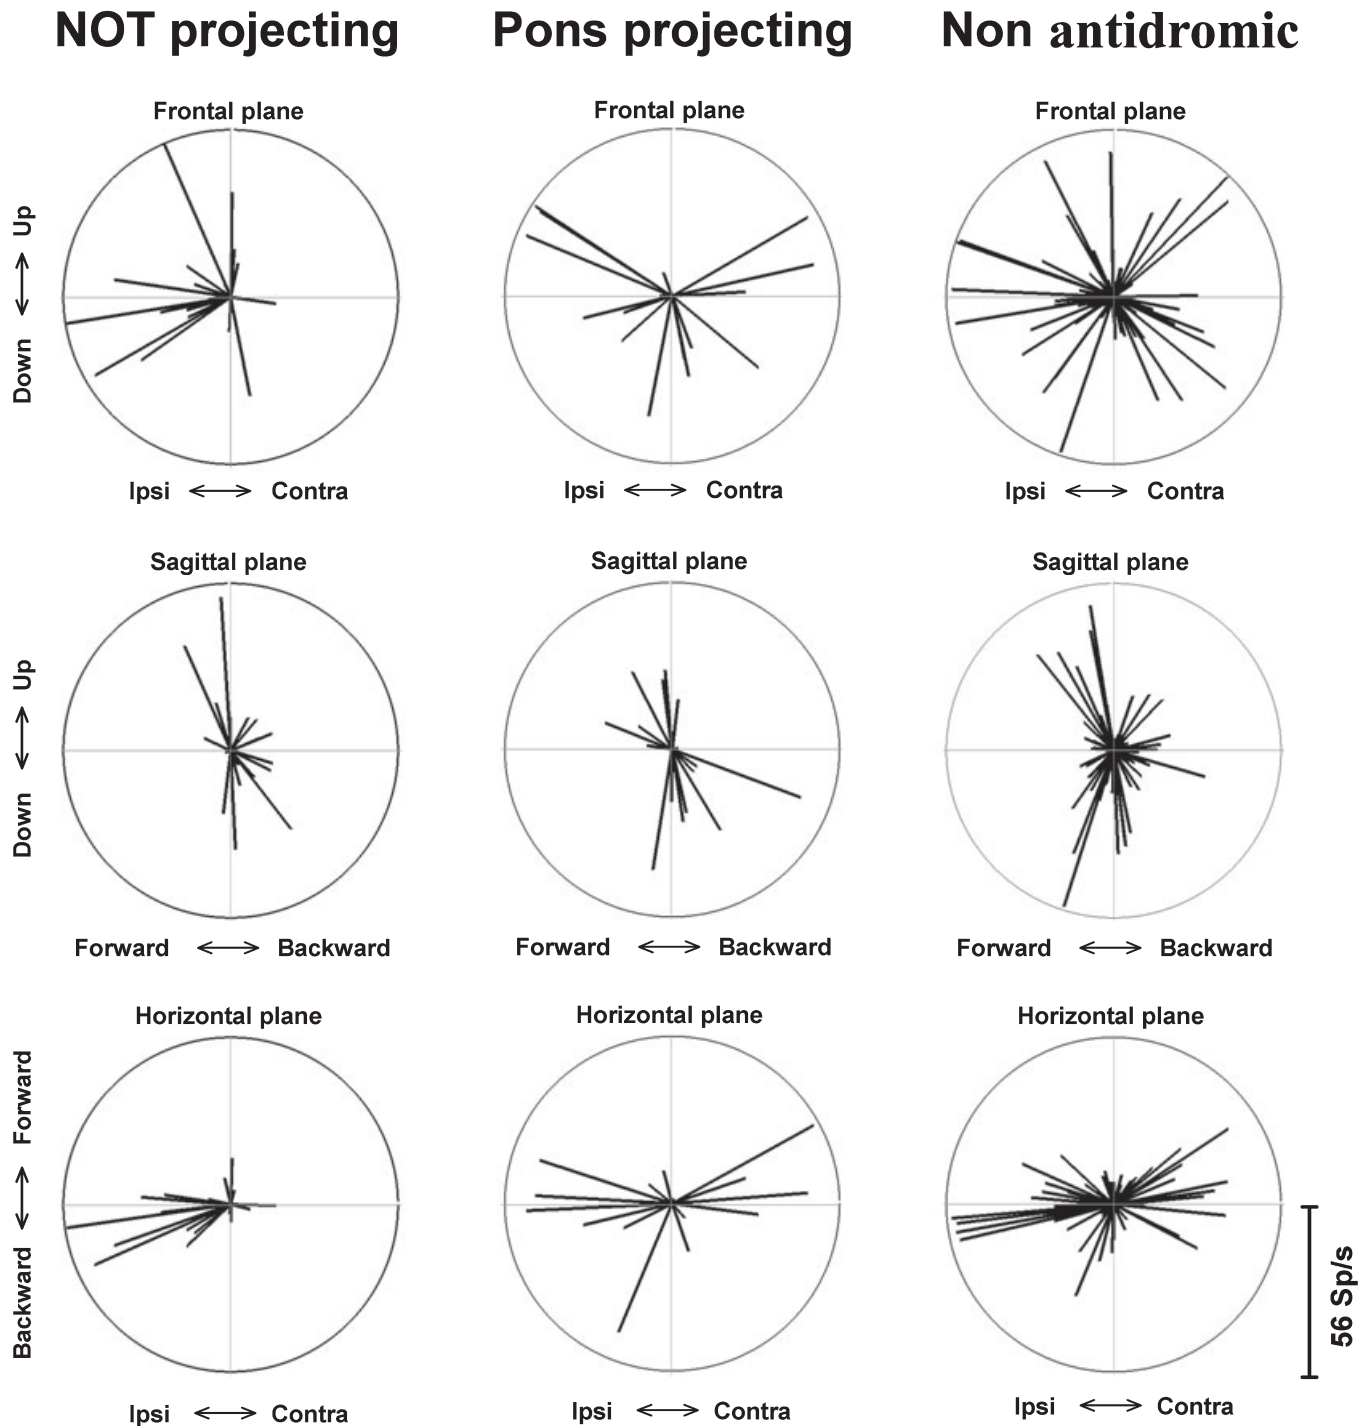 NOT projecting Pons projecting Non antidromic
Frontal plane Frontal plane Frontal plane
Down Up
Ipsi Contra Ipsi Contra Ipsi Contra
Sagittal plane Sagittal plane Sagittal plane
Down Up
Forward Backward Forward Backward Forward Backward
Horizontal plane Horizontal plane Horizontal plane
Backward Forward
56 Sp/s
Ipsi Contra Ipsi Contra Ipsi Contra